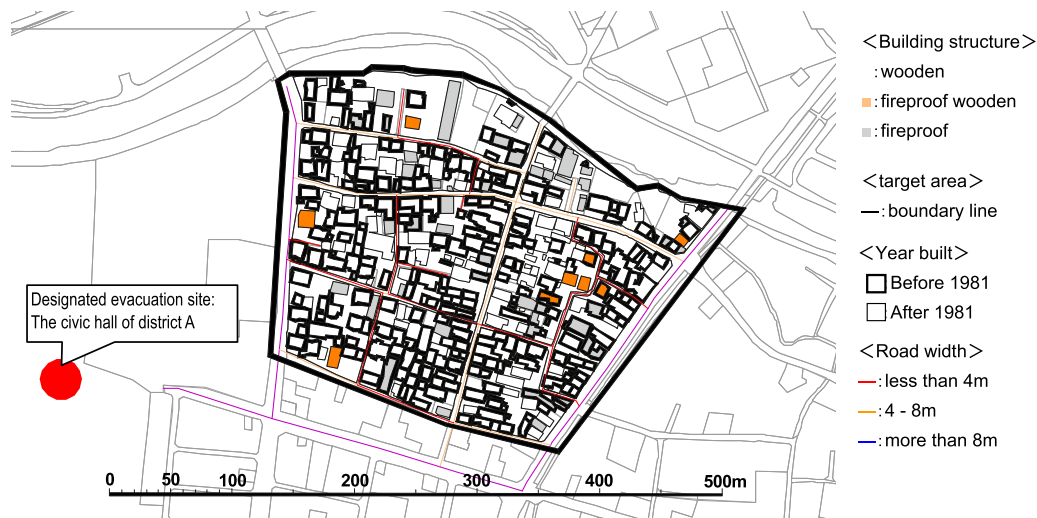 ＜Building structure＞
:wooden
:fireproof wooden
:fireproof
＜target area＞
:boundary line
＜Year built＞
Before 1981
After 1981
＜Road width＞
:less than 4m
:4 - 8m
:more than 8m
Designated evacuation site:
The civic hall of district A
0 50 100 200 300 400 500m